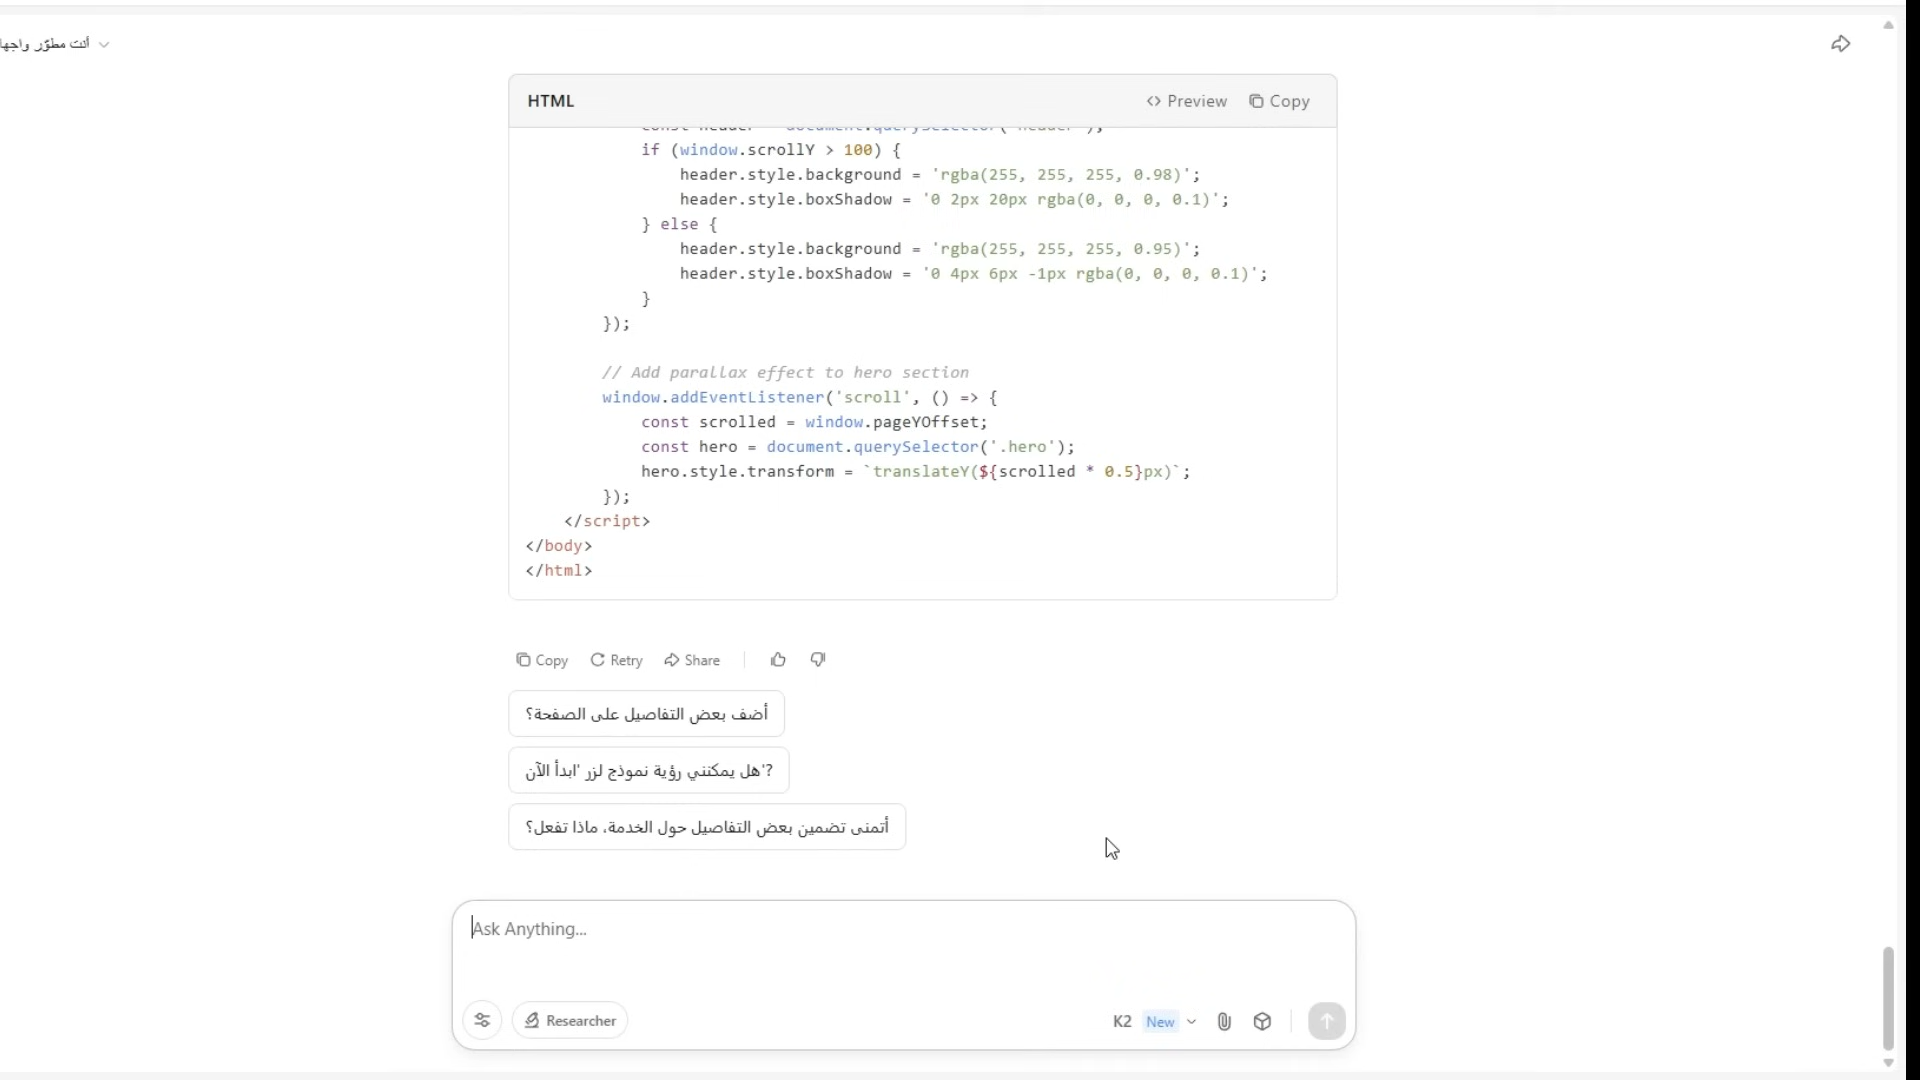 أنت مطوّر واجها
HTML
Preview
Copy
const header = document.querySelector('header');
if (window.scrollY > 100) {
header.style.background = 'rgba(255, 255, 255, 0.98)';
header.style.boxShadow = '0 2px 20px rgba(0, 0, 0, 0.1)';
} else {
header.style.background = 'rgba(255, 255, 255, 0.95)';
header.style.boxShadow = '0 4px 6px -1px rgba(0, 0, 0, 0.1)';
}
});
// Add parallax effect to hero section
window.addEventListener('scroll', () => {
const scrolled = window.pageYOffset;
const hero = document.querySelector('.hero');
hero.style.transform = `translateY(${scrolled * 0.5}px)`;
});
</script>
</body>
</html>
Copy
Retry
Share
أضف بعض التفاصيل على الصفحة؟
هل يمكنني رؤية نموذج لزر 'ابدأ الآن'?
أتمنى تضمين بعض التفاصيل حول الخدمة، ماذا تفعل؟
Ask Anything...
Researcher
K2 New